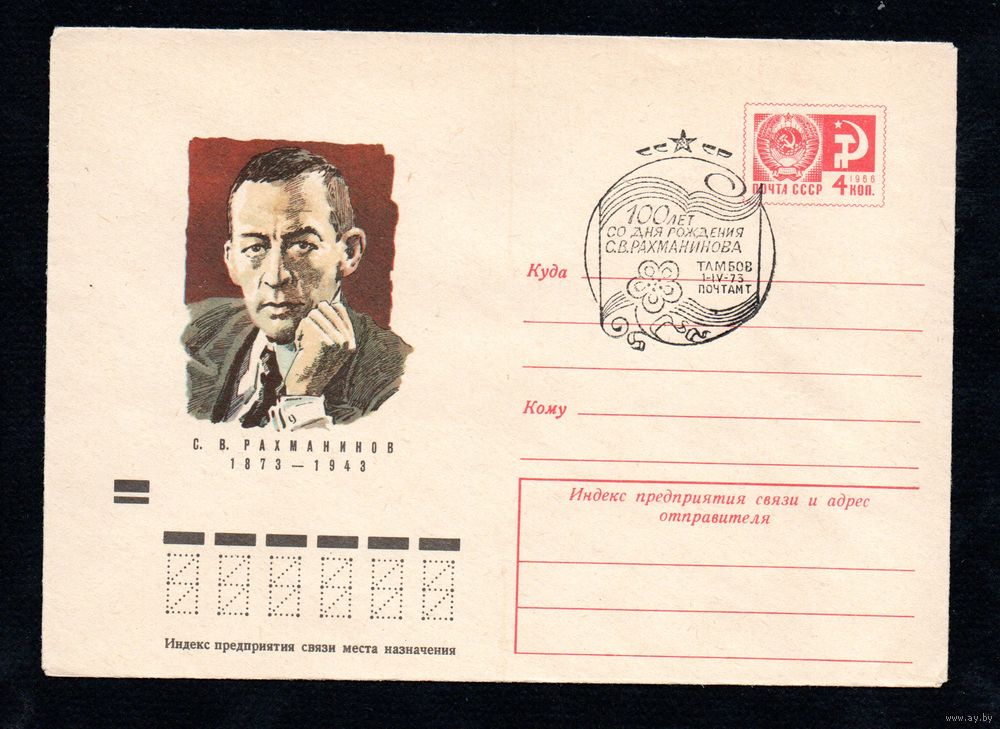 ПОЧТА СССР
1966
4 КОП.
100 ЛЕТ
СО ДНЯ РОЖДЕНИЯ
С.В.РАХМАНИНОВА
ТАМБОВ
1-IV-73
ПОЧТАМТ
Куда
Кому
С. В. РАХМАНИНОВ
1873 — 1943
Индекс предприятия связи и адрес
отправителя
Индекс предприятия связи места назначения
www.ay.by